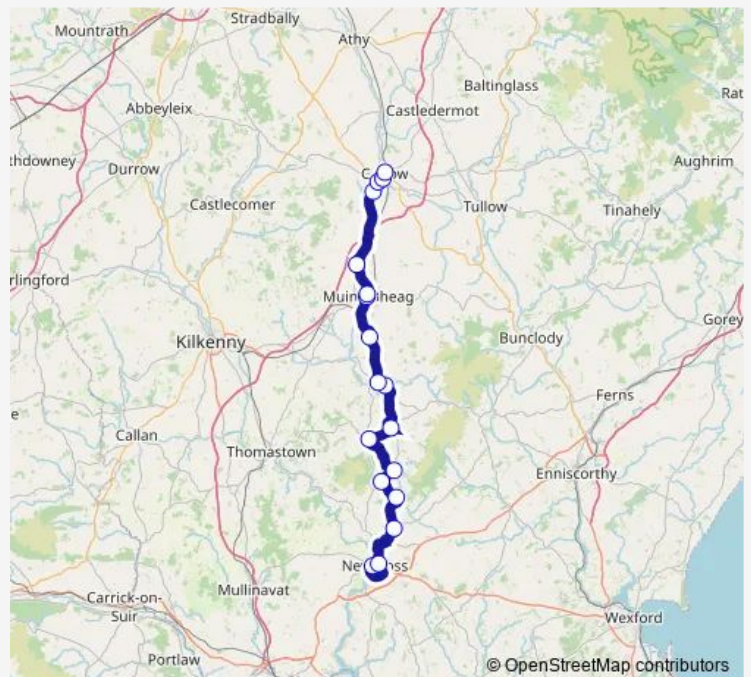 Stradbally
Mountrath
Athy
Baltinglass
Rat
Abbeyleix
Castledermot
thdowney
Durrow
Aughrim
Castlecomer
Tullow
Tinahely
rlingford
Gorey
Kilkenny
Bunclody
Ferns
e
Callan
Thomastown
Enniscorthy
Mullinavat
Carrick-on-
Suir
Wexford
Portlaw
© OpenStreetMap contributors